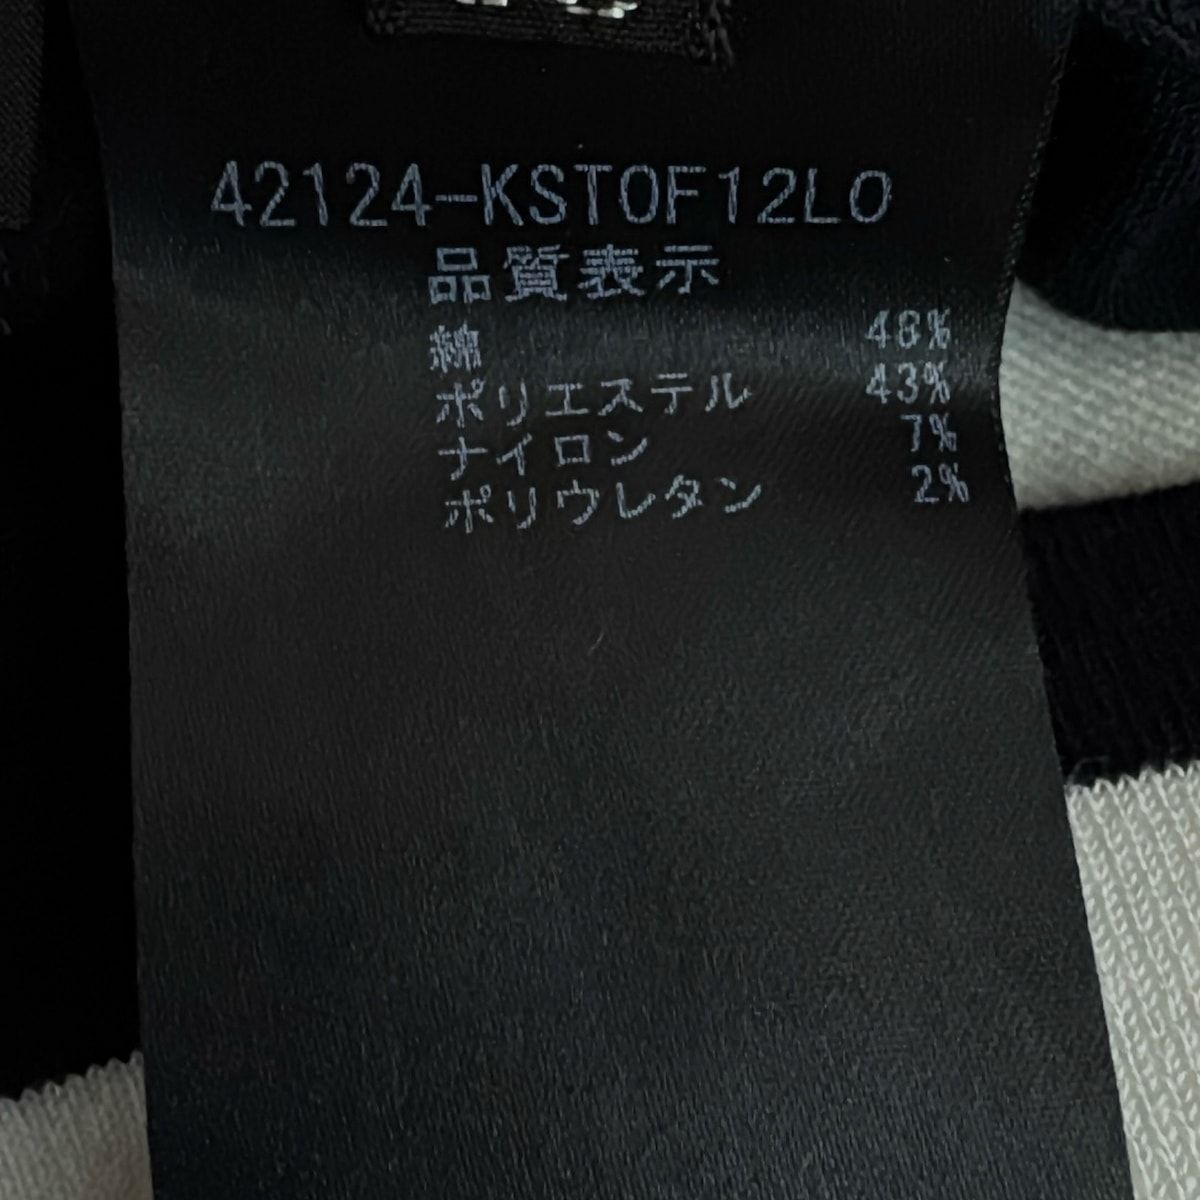 42124-KSTOF12LO
品質表示
綿 48%
ポリエステル 43%
ナイロン 7%
ポリウレタン 2%